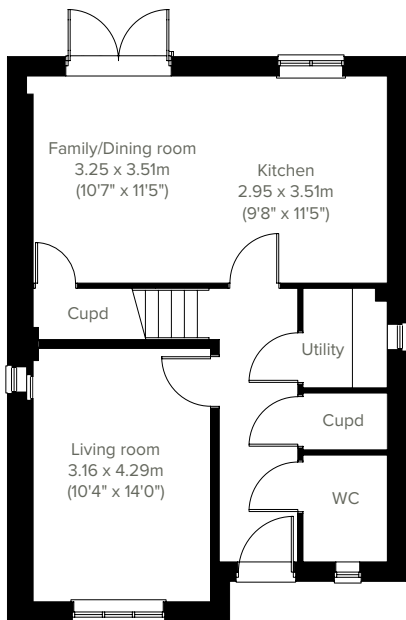 Family/Dining room
3.25 x 3.51m
(10'7" x 11'5")
Kitchen
2.95 x 3.51m
(9'8" x 11'5")
Cupd
Utility
Cupd
Living room
3.16 x 4.29m
(10'4" x 14'0")
WC